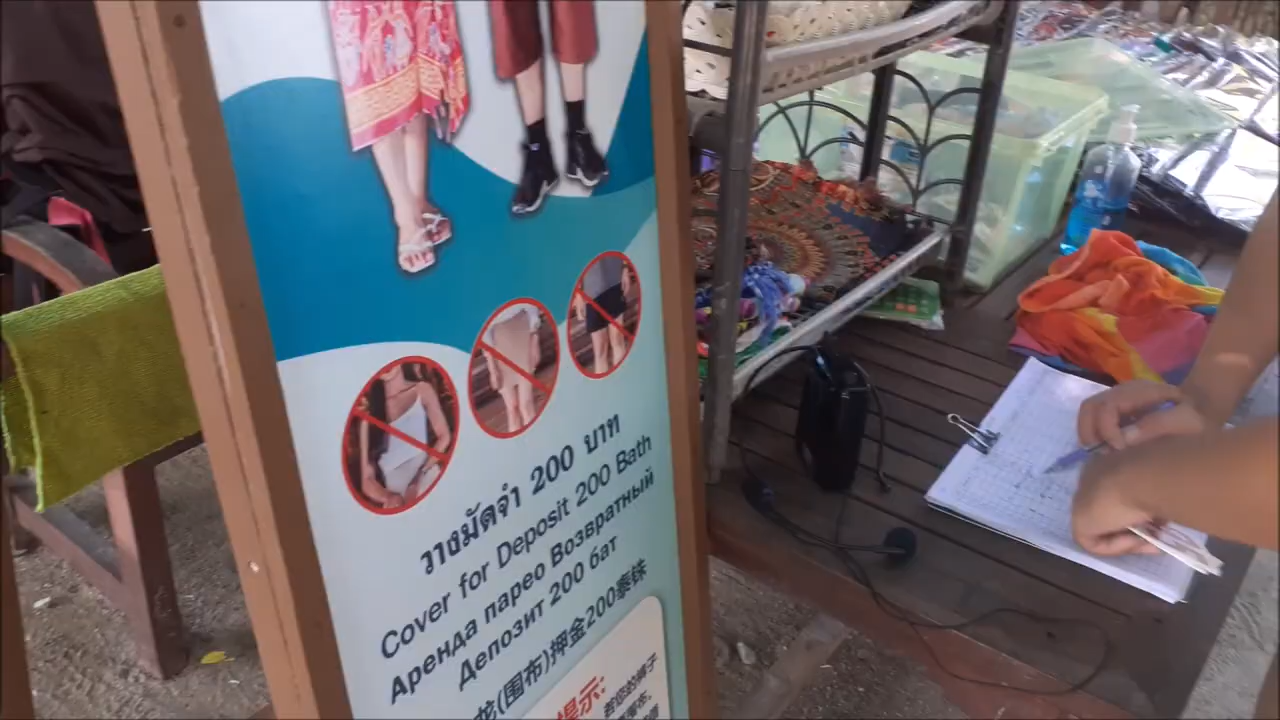 วางมัดจำ 200 บาท
Cover for Deposit 200 Bath
Аренда парео Возвратный
Депозит 200 бат
(围布)押金200泰铢
提示: